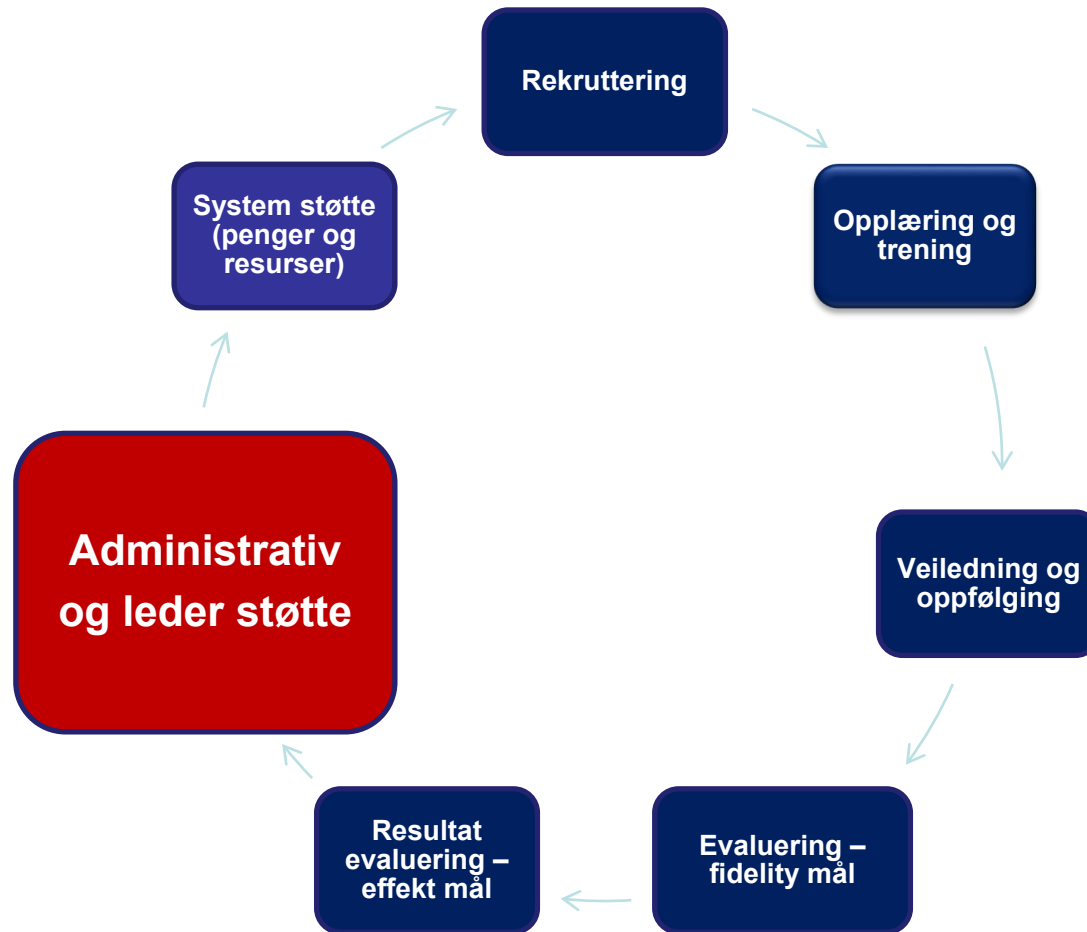 Rekruttering
Opplæring og
trening
Veiledning og
oppfølging
Evaluering –
fidelity mål
Resultat
evaluering –
effekt mål
Administrativ
og leder støtte
System støtte
(penger og
resurser)